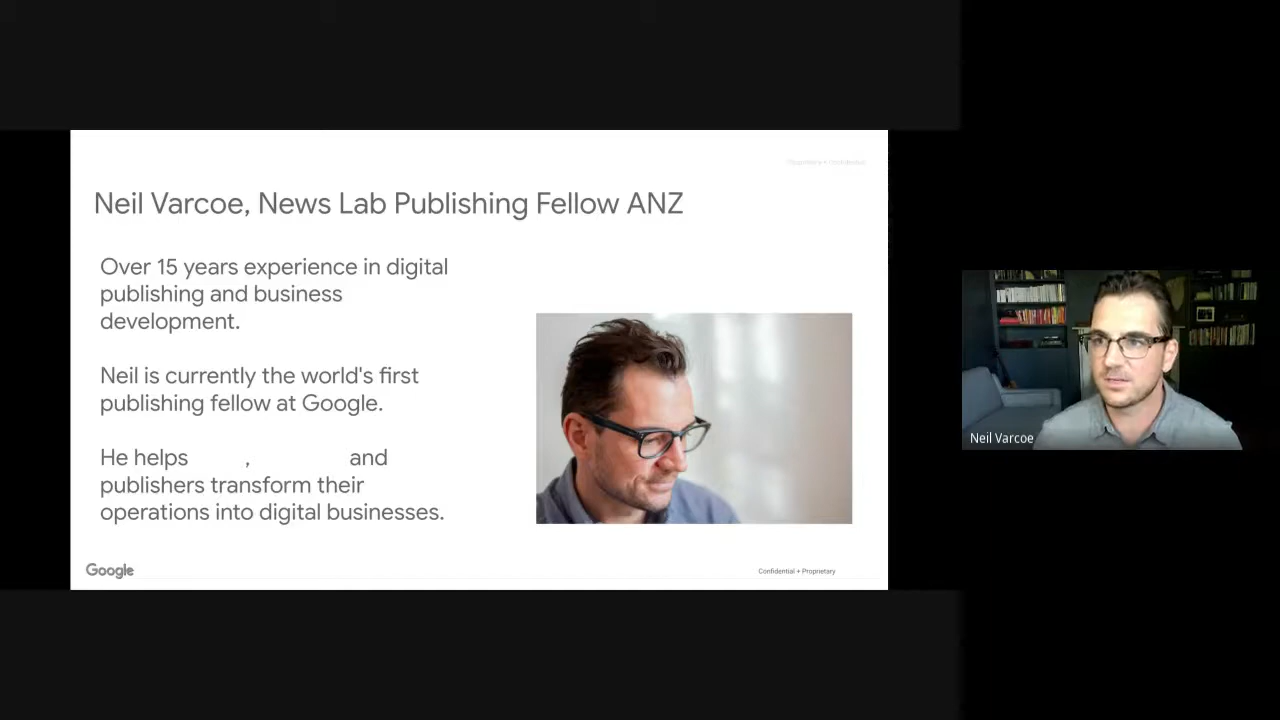 Proprietary + Confidential
Neil Varcoe, News Lab Publishing Fellow ANZ
Over 15 years experience in digital
publishing and business
development.
Neil is currently the world's first
publishing fellow at Google.
He helps , and
publishers transform their
operations into digital businesses.
Google
Confidential + Proprietary
Neil Varcoe